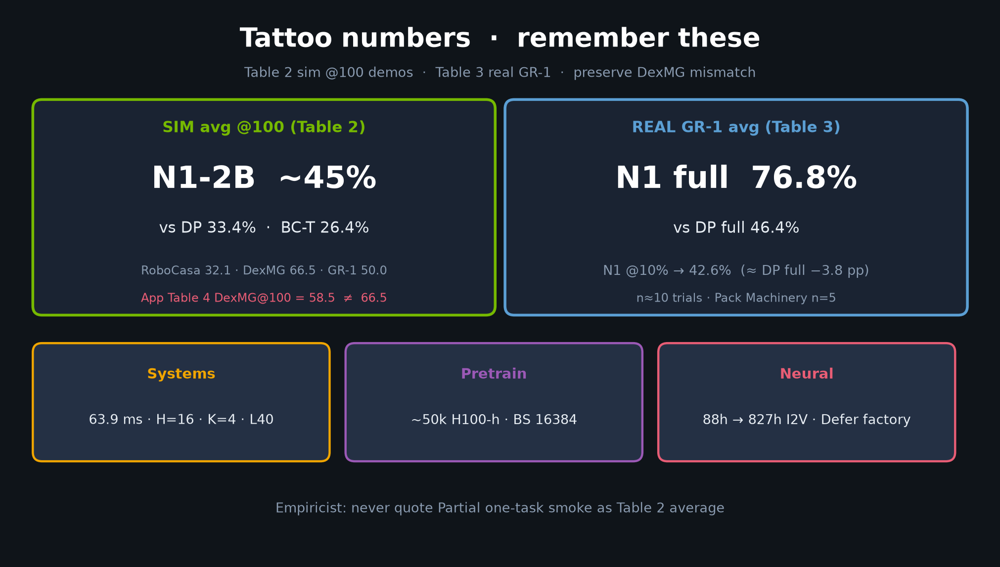 Tattoo numbers · remember these
Table 2 sim @100 demos · Table 3 real GR-1 · preserve DexMG mismatch
SIM avg @100 (Table 2)
N1-2B ~45%
vs DP 33.4% · BC-T 26.4%
RoboCasa 32.1 · DexMG 66.5 · GR-1 50.0
App Table 4 DexMG@100 = 58.5 ≠ 66.5
REAL GR-1 avg (Table 3)
N1 full 76.8%
vs DP full 46.4%
N1 @10% → 42.6% (≈ DP full −3.8 pp)
n≈10 trials · Pack Machinery n=5
Systems
63.9 ms · H=16 · K=4 · L40
Pretrain
~50k H100-h · BS 16384
Neural
88h → 827h I2V · Defer factory
Empiricist: never quote Partial one-task smoke as Table 2 average